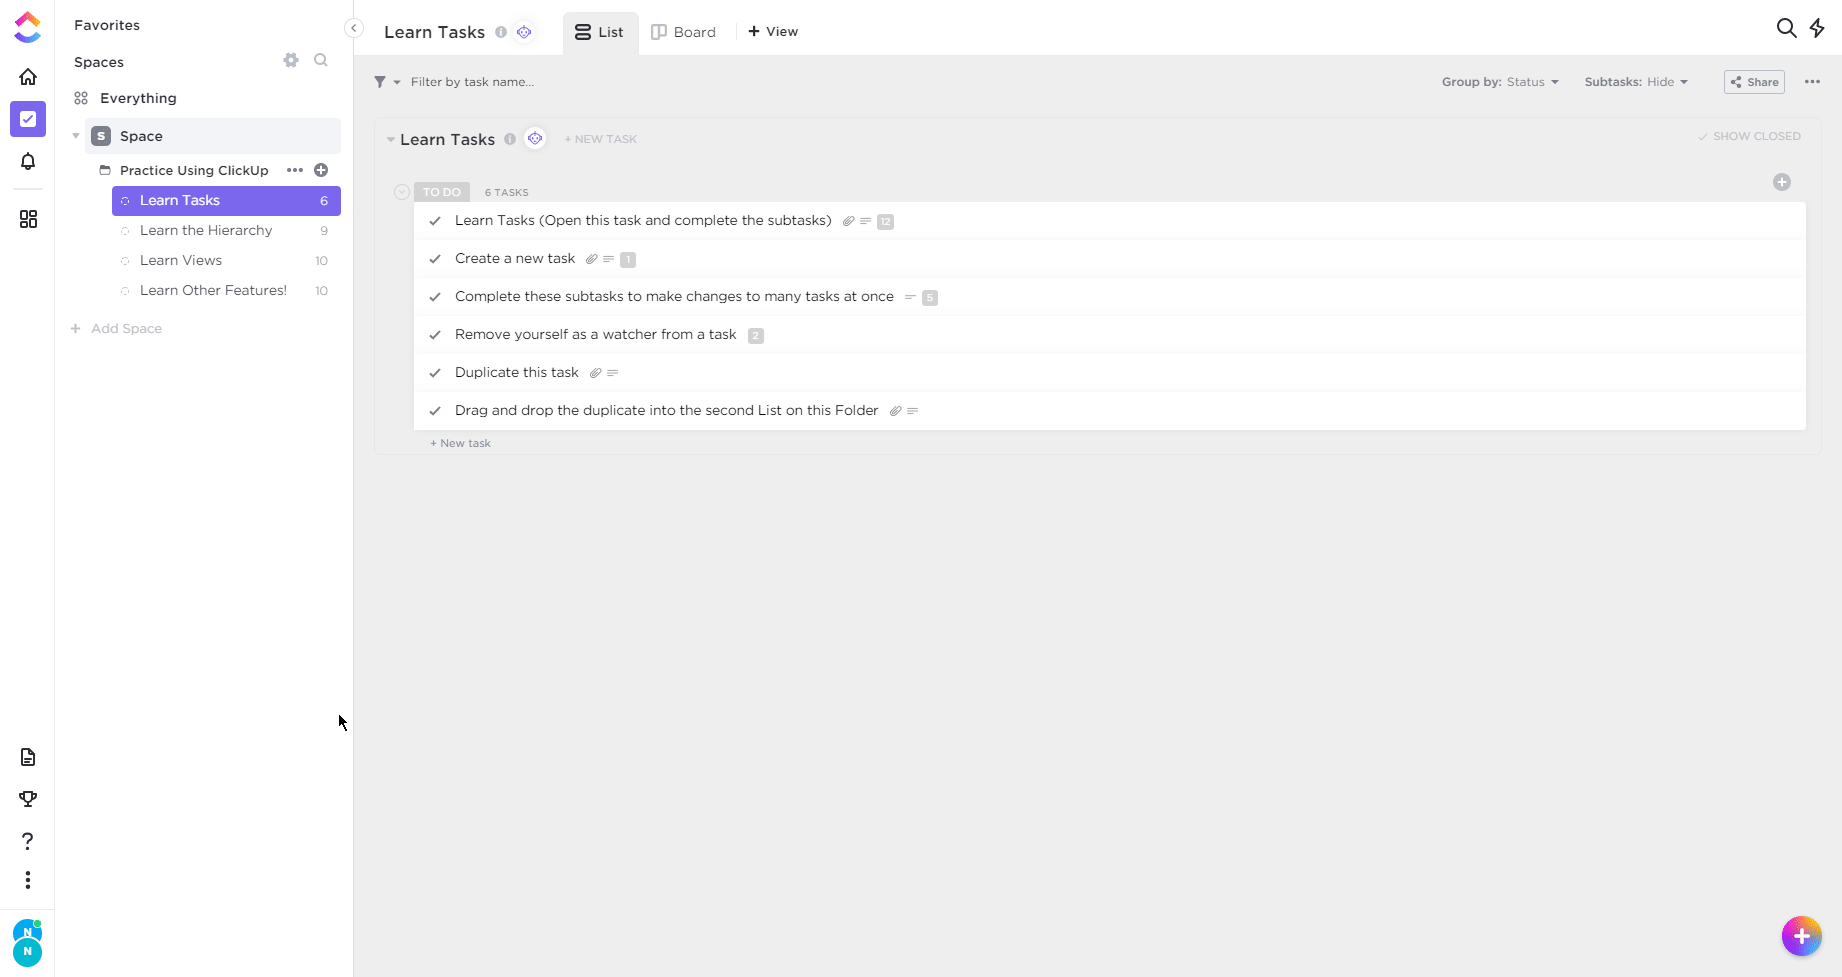 Favorites
Spaces
Everything
S Space
Practice Using ClickUp
Learn Tasks 6
Learn the Hierarchy 9
Learn Views 10
Learn Other Features! 10
+ Add Space
N
N
Learn Tasks List Board + View
Filter by task name... Group by: Status Subtasks: Hide Share
Learn Tasks + NEW TASK SHOW CLOSED
TO DO 6 TASKS
Learn Tasks (Open this task and complete the subtasks) 12
Create a new task 1
Complete these subtasks to make changes to many tasks at once 5
Remove yourself as a watcher from a task 2
Duplicate this task
Drag and drop the duplicate into the second List on this Folder
+ New task